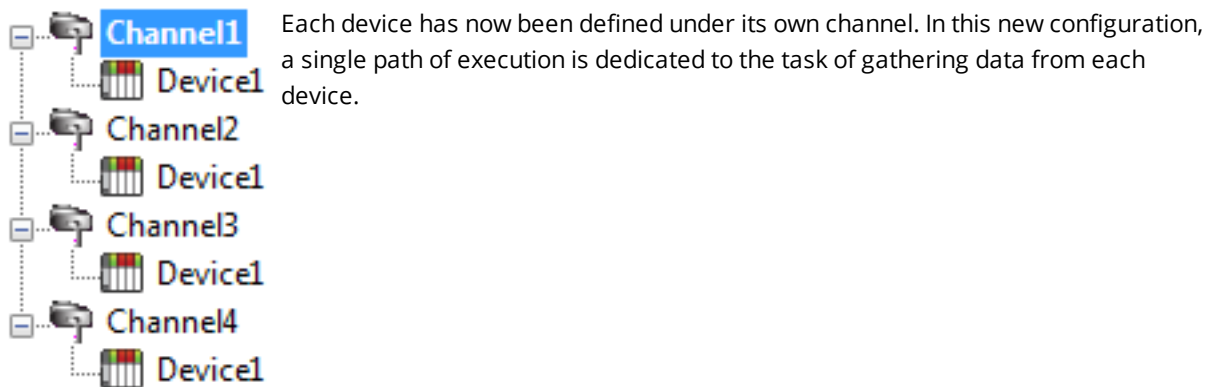 Channel1
Device1
Channel2
Device1
Channel3
Device1
Channel4
Device1
Each device has now been defined under its own channel. In this new configuration,
a single path of execution is dedicated to the task of gathering data from each
device.